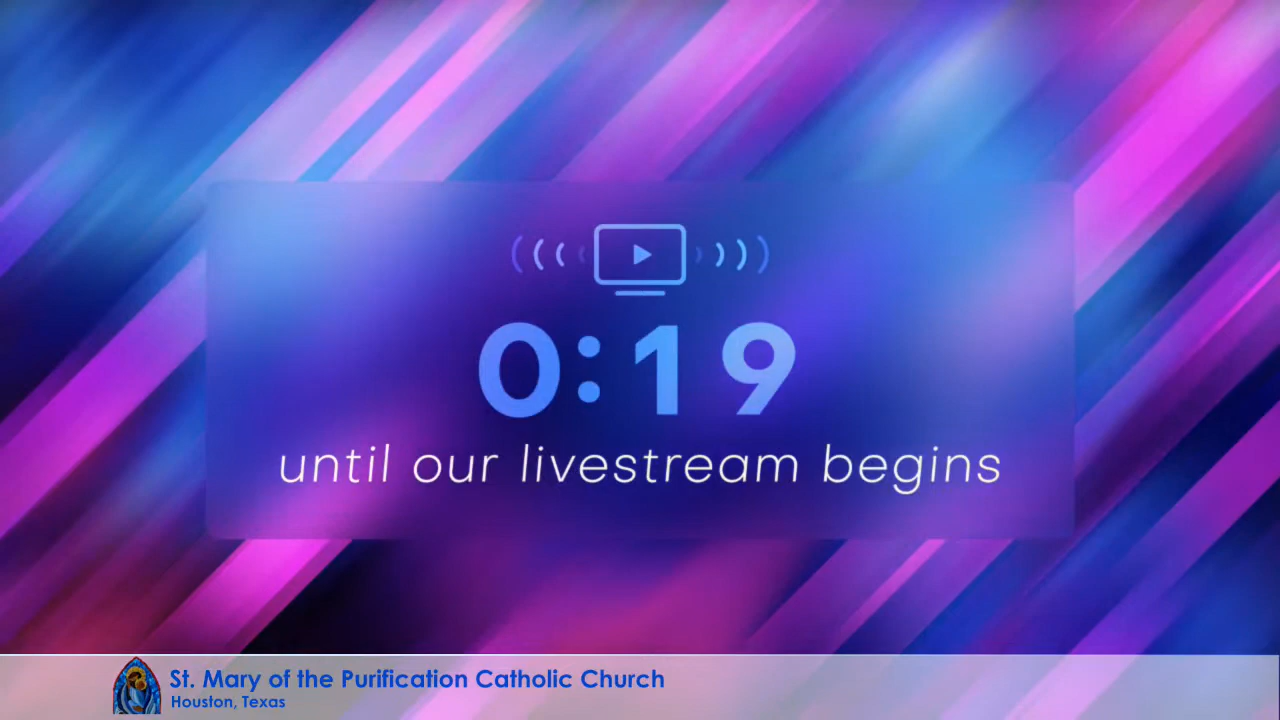 0:19
until our livestream begins
St. Mary of the Purification Catholic Church
Houston, Texas